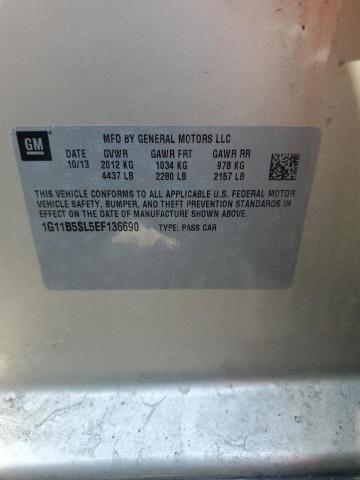 GM
MFD BY GENERAL MOTORS LLC
DATE GVWR GAWR FRT GAWR RR
10/13 2012 KG 1034 KG 978 KG
4437 LB 2280 LB 2157 LB
THIS VEHICLE CONFORMS TO ALL APPLICABLE U.S. FEDERAL MOTOR
VEHICLE SAFETY, BUMPER, AND THEFT PREVENTION STANDARDS IN
EFFECT ON THE DATE OF MANUFACTURE SHOWN ABOVE.
1G11B5SL5EF136690 TYPE: PASS CAR